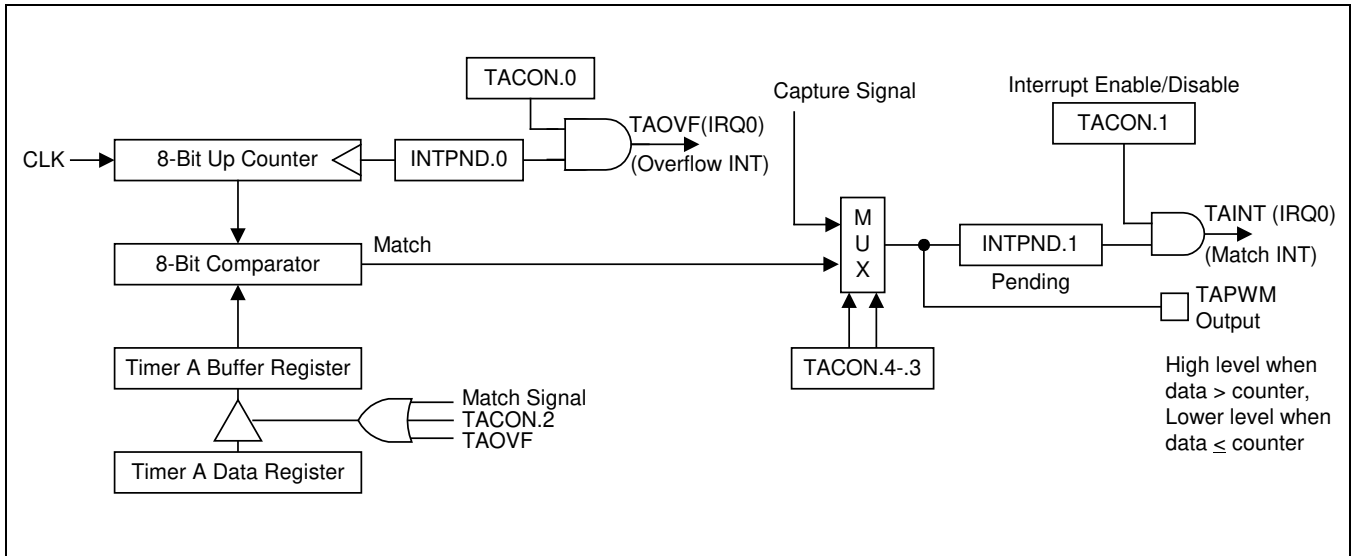 TACON.0
Capture Signal
Interrupt Enable/Disable
TACON.1
TAOVF(IRQ0)
(Overflow INT)
CLK
8-Bit Up Counter
INTPND.0
M
U
X
TAINT (IRQ0)
(Match INT)
Match
8-Bit Comparator
INTPND.1
Pending
TAPWM
Output
Timer A Buffer Register
TACON.4-.3
High level when
data > counter,
Lower level when
data ≤ counter
Match Signal
TACON.2
TAOVF
Timer A Data Register